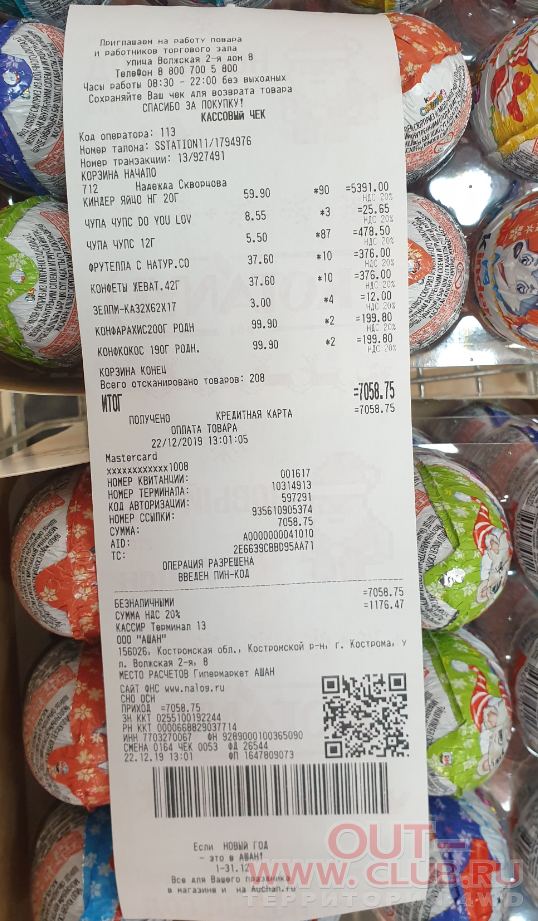 Приглашаем на работу повара
и работников торгового зала
улица Волжская 2-я дом 8
Телефон 8 800 700 5 800
Часы работы 08:30 - 22:00 без выходных
Сохраняйте Ваш чек для возврата товара
СПАСИБО ЗА ПОКУПКУ!
КАССОВЫЙ ЧЕК
Код оператора: 113
Номер талона: SSTATION11/1794976
Номер транзакции: 13/927491
КОРЗИНА НАЧАЛО
712 Надежда Скворцова
КИНДЕР ЯЙЦО НГ 20Г 59.90 *90 =5391.00
НДС 20%
ЧУПА ЧУПС DO YOU LOV 8.55 *3 =25.65
НДС 20%
ЧУПА ЧУПС 12Г 5.50 *87 =478.50
НДС 20%
ФРУТЕЛЛА С НАТУР.СО 37.60 *10 =376.00
НДС 20%
КОНФЕТЫ ЖЕВАТ.42Г 37.60 *10 =376.00
НДС 20%
ЗЕЛПМ-КА32Х62Х17 3.00 *4 =12.00
НДС 20%
КОНФАРАХИС200Г РОДН 99.90 *2 =199.80
НДС 20%
КОНФКОКОС 190Г РОДН. 99.90 *2 =199.80
НДС 20%
КОРЗИНА КОНЕЦ
Всего отсканировано товаров: 208
ИТОГ =7058.75
ПОЛУЧЕНО КРЕДИТНАЯ КАРТА =7058.75
ОПЛАТА ТОВАРА
22/12/2019 13:01:05
Mastercard
xxxxxxxxxxxx1008
НОМЕР КВИТАНЦИИ: 001617
НОМЕР ТЕРМИНАЛА: 10314913
КОД АВТОРИЗАЦИИ: 597291
НОМЕР ССЫЛКИ: 935610905374
СУММА: 7058.75
AID: A0000000041010
TC: 2E6639CBBD95AA71
ОПЕРАЦИЯ РАЗРЕШЕНА
ВВЕДЕН ПИН-КОД
БЕЗНАЛИЧНЫМИ =7058.75
СУММА НДС 20% =1176.47
КАССИР Терминал 13
ООО "АШАН"
156026, Костромская обл., Костромской р-н, г. Кострома, у
л. Волжская 2-я, 8
МЕСТО РАСЧЕТОВ Гипермаркет АШАН
САЙТ ФНС www.nalog.ru
СНО ОСН
ПРИХОД =7058.75
ЗН ККТ 0255100192244
РН ККТ 0000668829037714
ИНН 7703270067 ФН 9289000100365090
СМЕНА 0164 ЧЕК 0053 ФД 26544
22.12.19 13:01 ФП 1647809073
Если НОВЫЙ ГОД
- это в АШАН!
1-31.12
Все для Вашего праздника
в магазине и на Auchan.ru
OUT-
WWW.CLUB.RU
ТЕРРИТОРИЯ 4WD